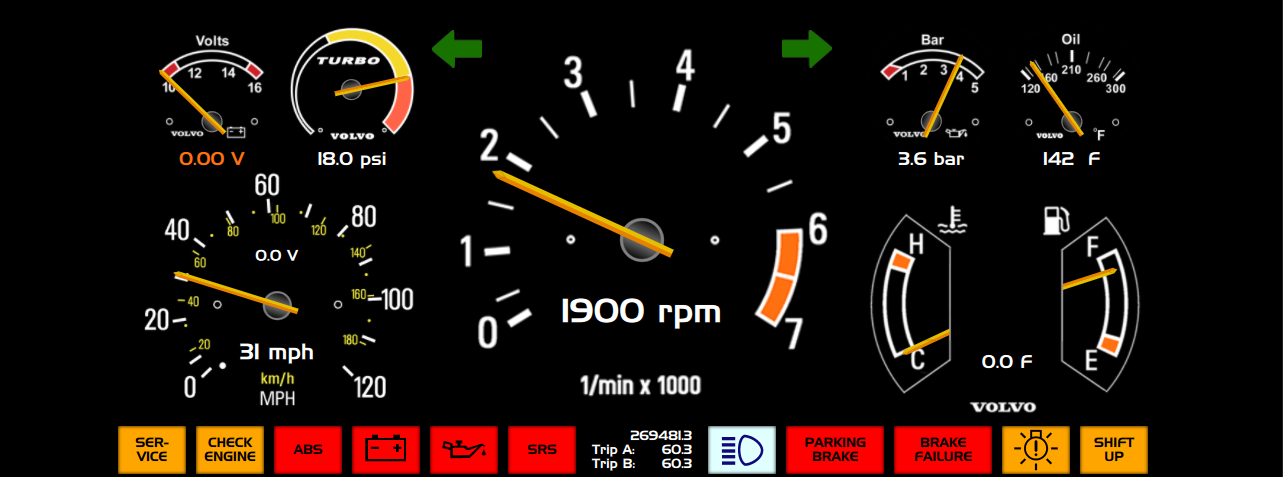 Volts
10 12 14 16
VOLVO
0.00 V
TURBO
VOLVO
18.0 psi
0 1 2 3 4 5 6 7
1900 rpm
1/min x 1000
Bar
1 2 3 4 5
VOLVO
3.6 bar
Oil
120 160 210 260 300
VOLVO
°F
142 F
0 20 40 60 80 100 120
20 40 60 80 100 120 140 160 180
0.0 V
31 mph
km/h
MPH
H
C
F
E
0.0 F
VOLVO
SER-
VICE
CHECK
ENGINE
ABS
SRS
269481.3
Trip A: 60.3
Trip B: 60.3
PARKING
BRAKE
BRAKE
FAILURE
SHIFT
UP